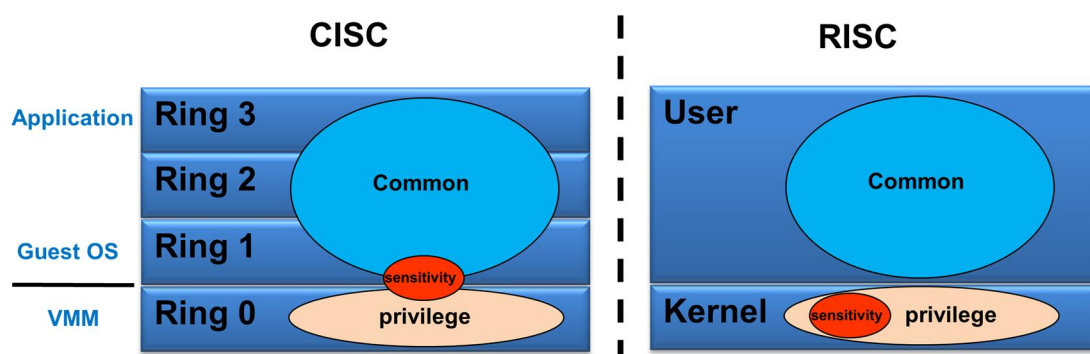 CISC
RISC
Application
Ring 3
User
Ring 2
Common
Common
Guest OS
Ring 1
sensitivity
VMM
Ring 0
privilege
Kernel
sensitivity
privilege